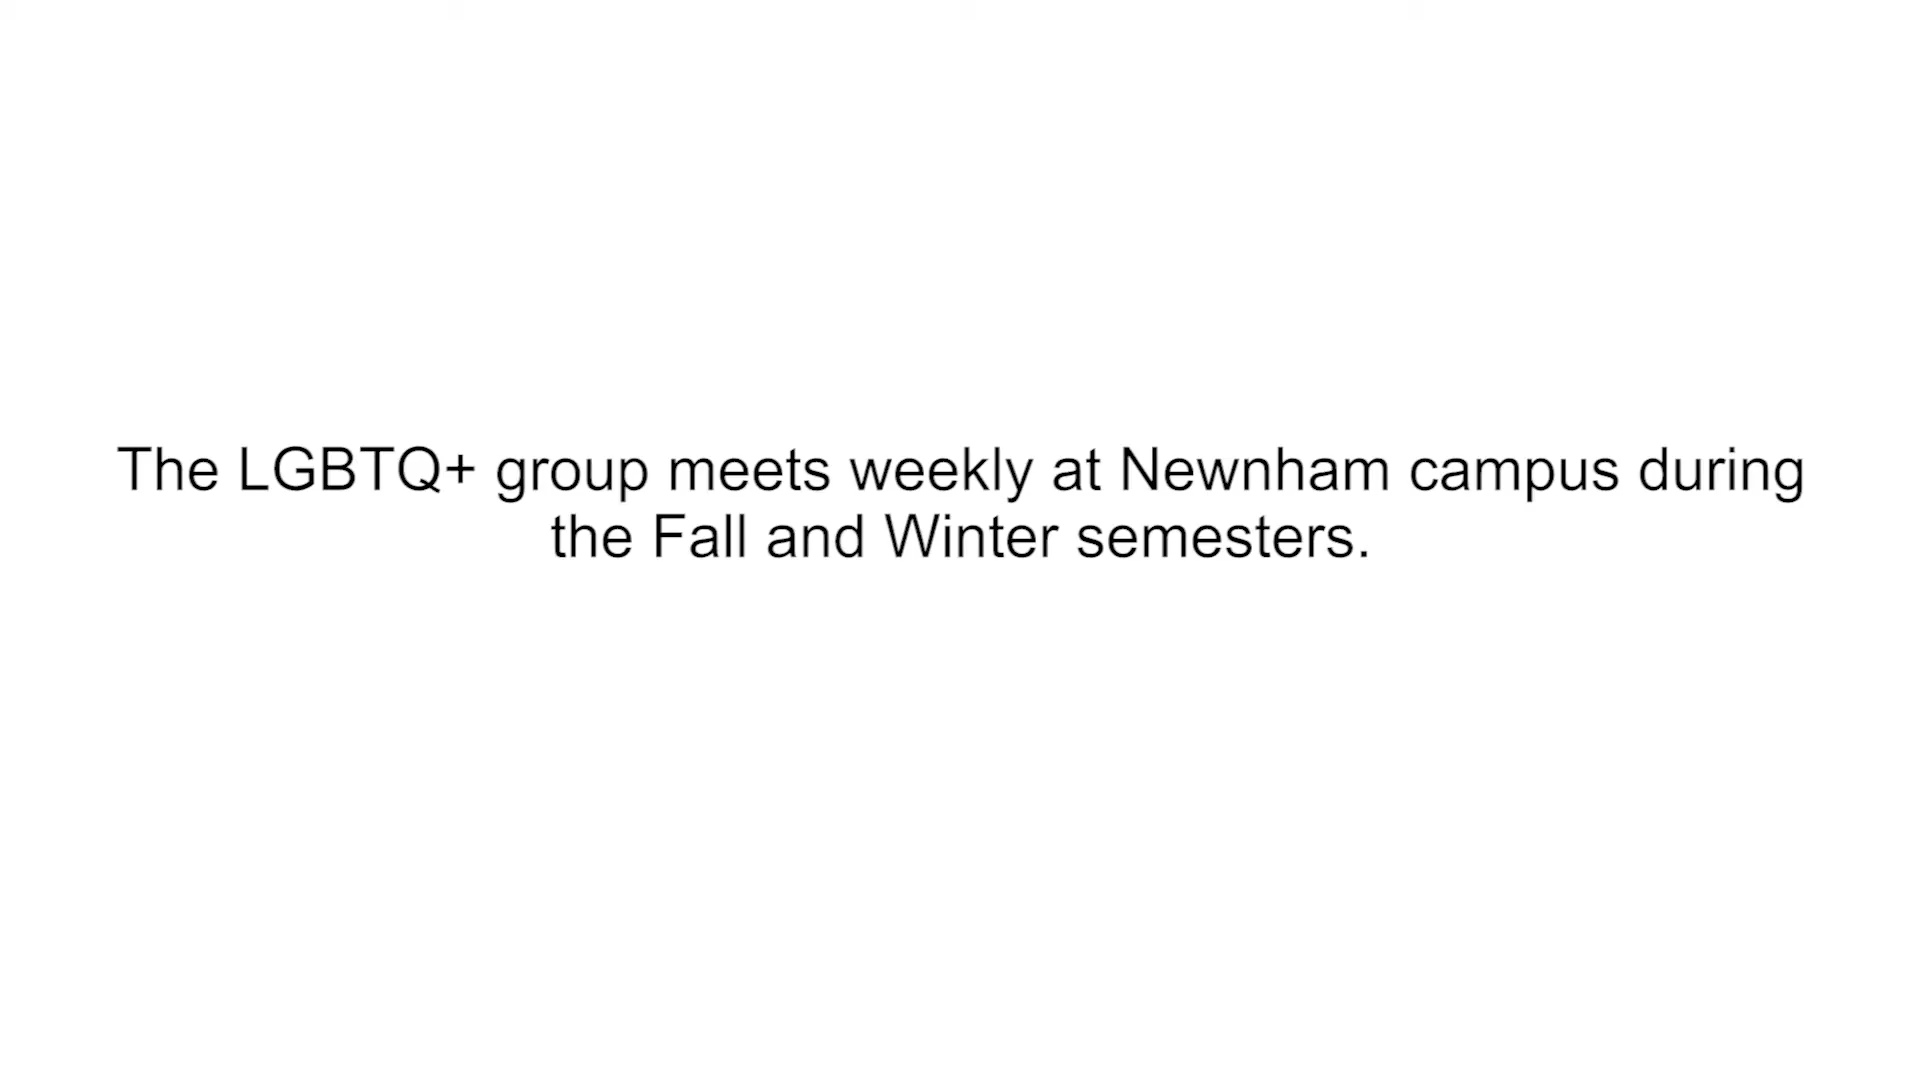 The LGBTQ+ group meets weekly at Newnham campus during
the Fall and Winter semesters.